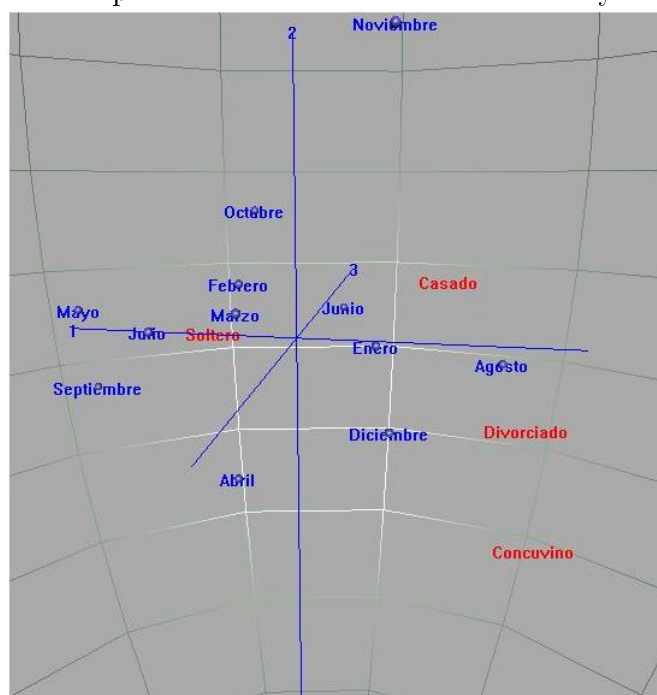 Noviembre
2
Octubre
3
Febrero
Casado
Mayo
Marzo
Junio
1
Julio
Soltero
Enero
Agosto
Septiembre
Diciembre
Divorciado
Abril
Concuvino